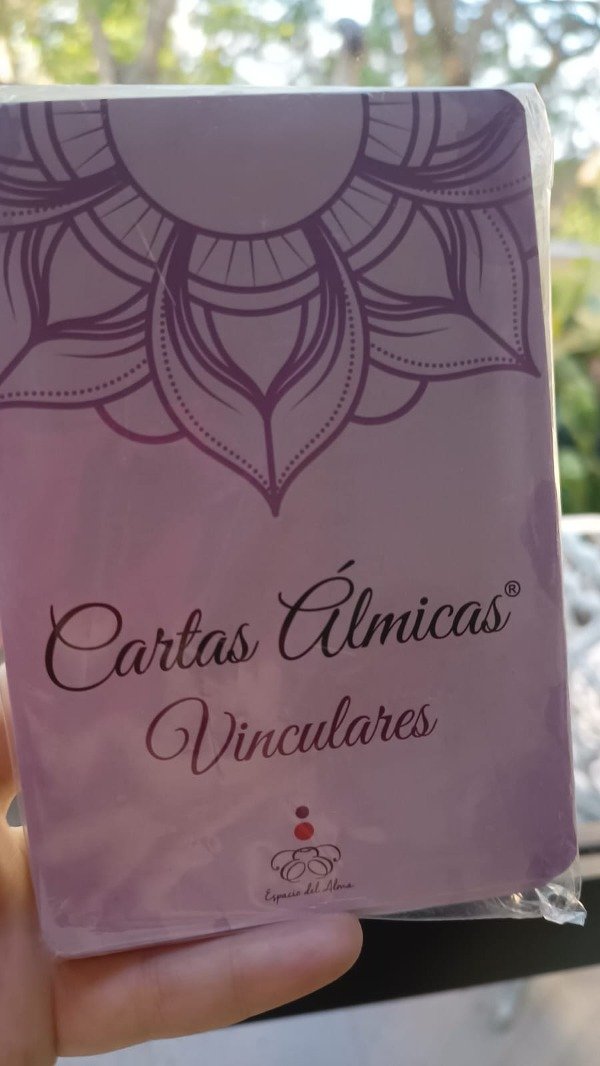 Cartas Álmicas®
Vinculares
Espacio del Alma